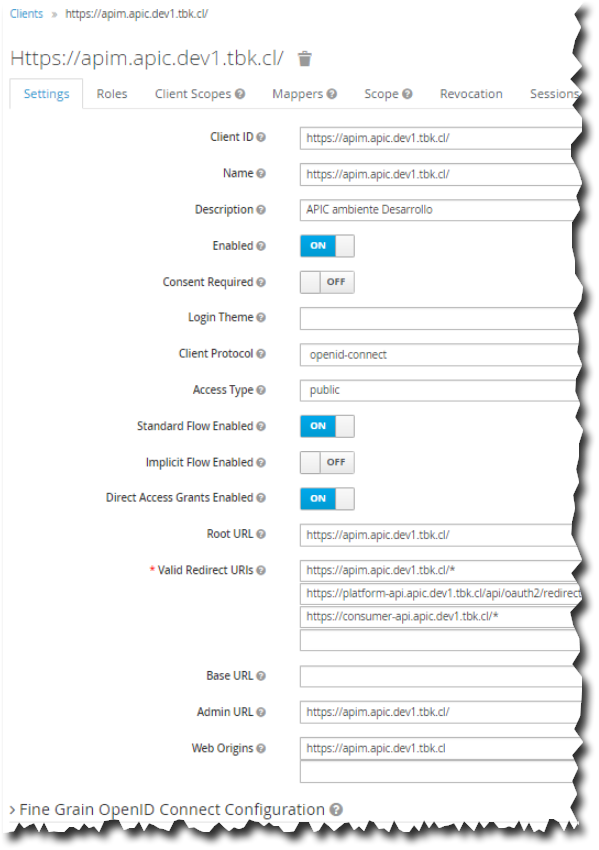 Clients » https://apim.apic.dev1.tbk.cl/
Https://apim.apic.dev1.tbk.cl/
Settings Roles Client Scopes Mappers Scope Revocation Sessions
Client ID https://apim.apic.dev1.tbk.cl/
Name https://apim.apic.dev1.tbk.cl/
Description APIC ambiente Desarrollo
Enabled ON
Consent Required OFF
Login Theme
Client Protocol openid-connect
Access Type public
Standard Flow Enabled ON
Implicit Flow Enabled OFF
Direct Access Grants Enabled ON
Root URL https://apim.apic.dev1.tbk.cl/
* Valid Redirect URIs https://apim.apic.dev1.tbk.cl/*
https://platform-api.apic.dev1.tbk.cl/api/oauth2/redirect
https://consumer-api.apic.dev1.tbk.cl/*
Base URL
Admin URL https://apim.apic.dev1.tbk.cl/
Web Origins https://apim.apic.dev1.tbk.cl
› Fine Grain OpenID Connect Configuration